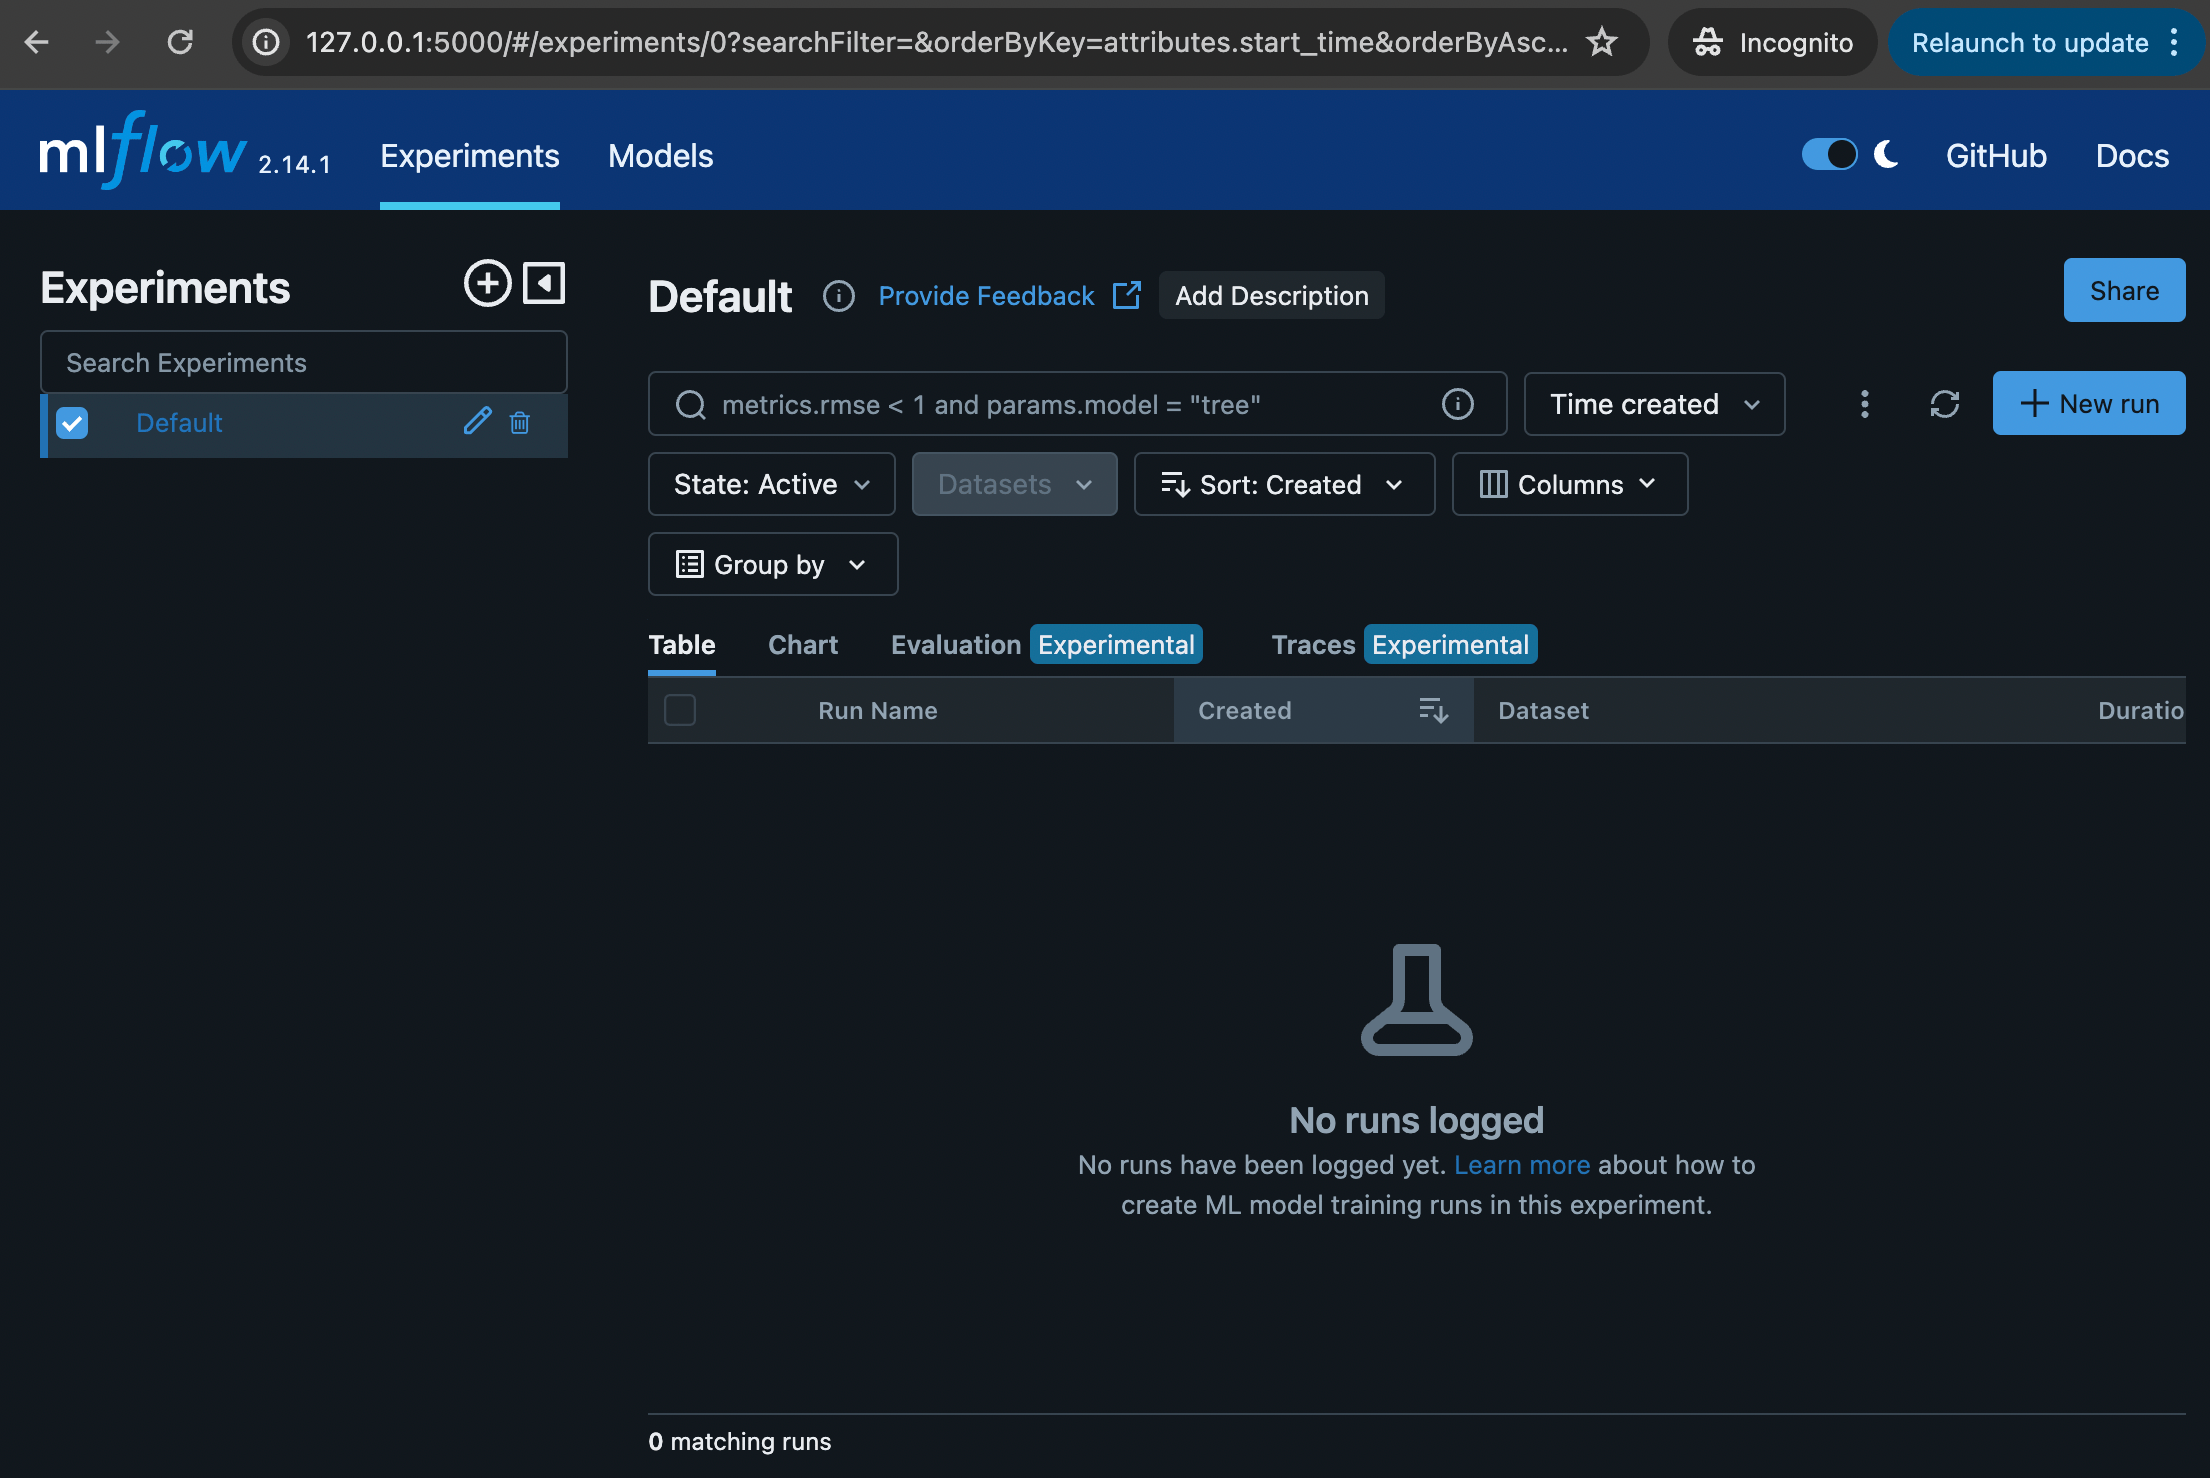 127.0.0.1:5000/#/experiments/0?searchFilter=&orderByKey=attributes.start_time&orderByAsc...
Incognito
Relaunch to update
mlflow 2.14.1
Experiments
Models
GitHub
Docs
Experiments
Search Experiments
Default
Default
Provide Feedback
Add Description
Share
metrics.rmse < 1 and params.model = "tree"
Time created
New run
State: Active
Datasets
Sort: Created
Columns
Group by
Table
Chart
Evaluation Experimental
Traces Experimental
Run Name
Created
Dataset
Duratio
No runs logged
No runs have been logged yet. Learn more about how to
create ML model training runs in this experiment.
0 matching runs